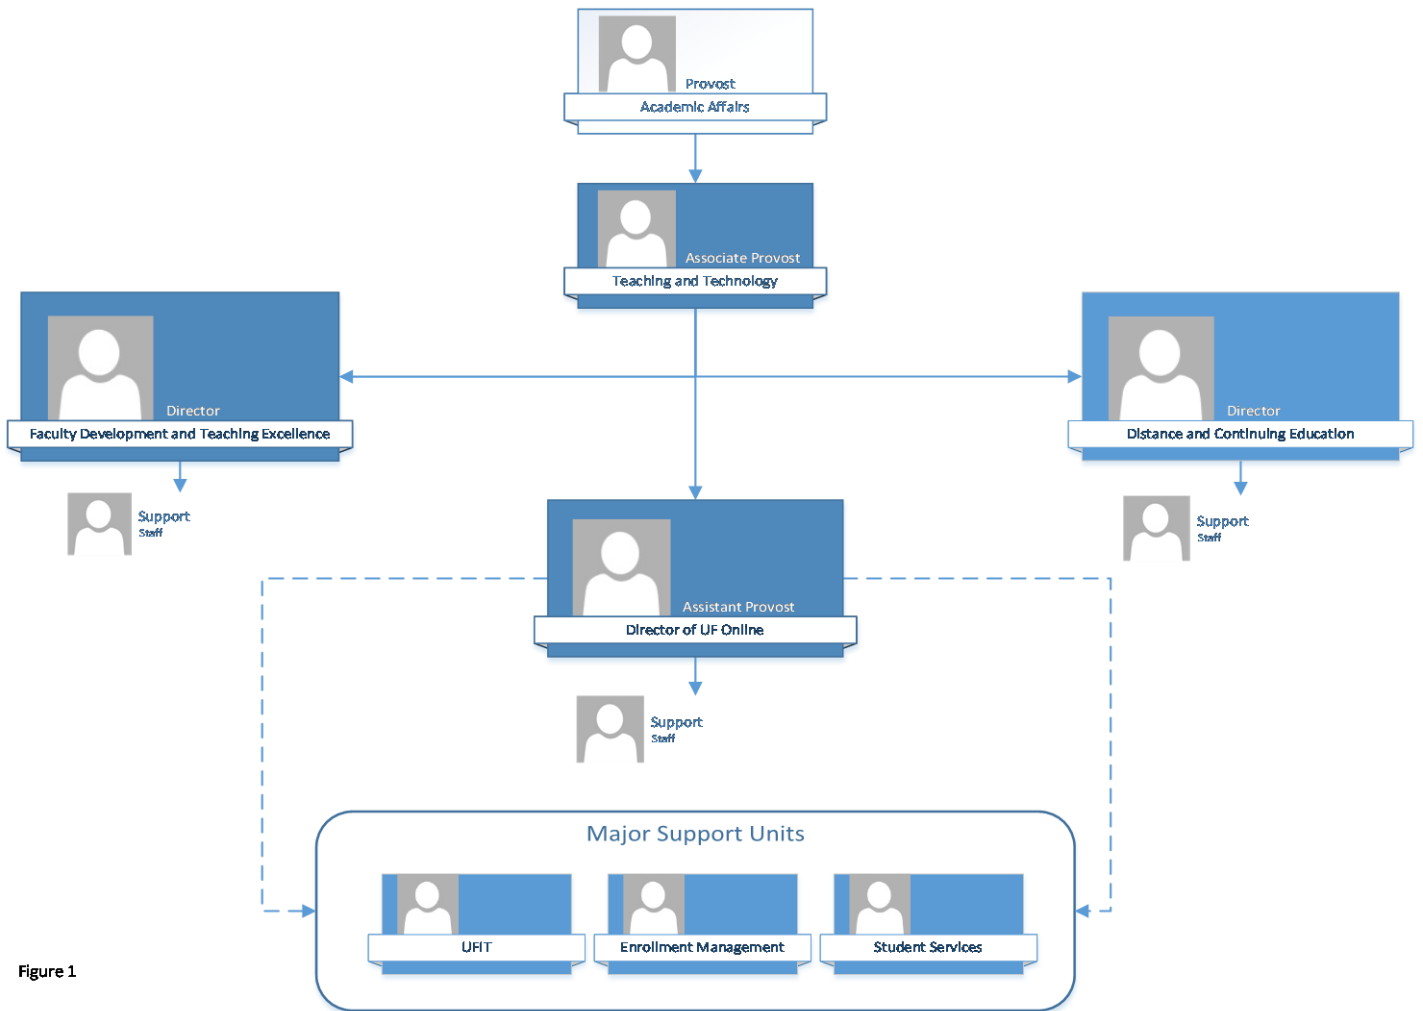 Provost
Academic Affairs
Associate Provost
Teaching and Technology
Director
Faculty Development and Teaching Excellence
Director
Distance and Continuing Education
Support
Staff
Support
Staff
Assistant Provost
Director of UF Online
Support
Staff
Major Support Units
UFIT
Enrollment Management
Student Services
Figure 1